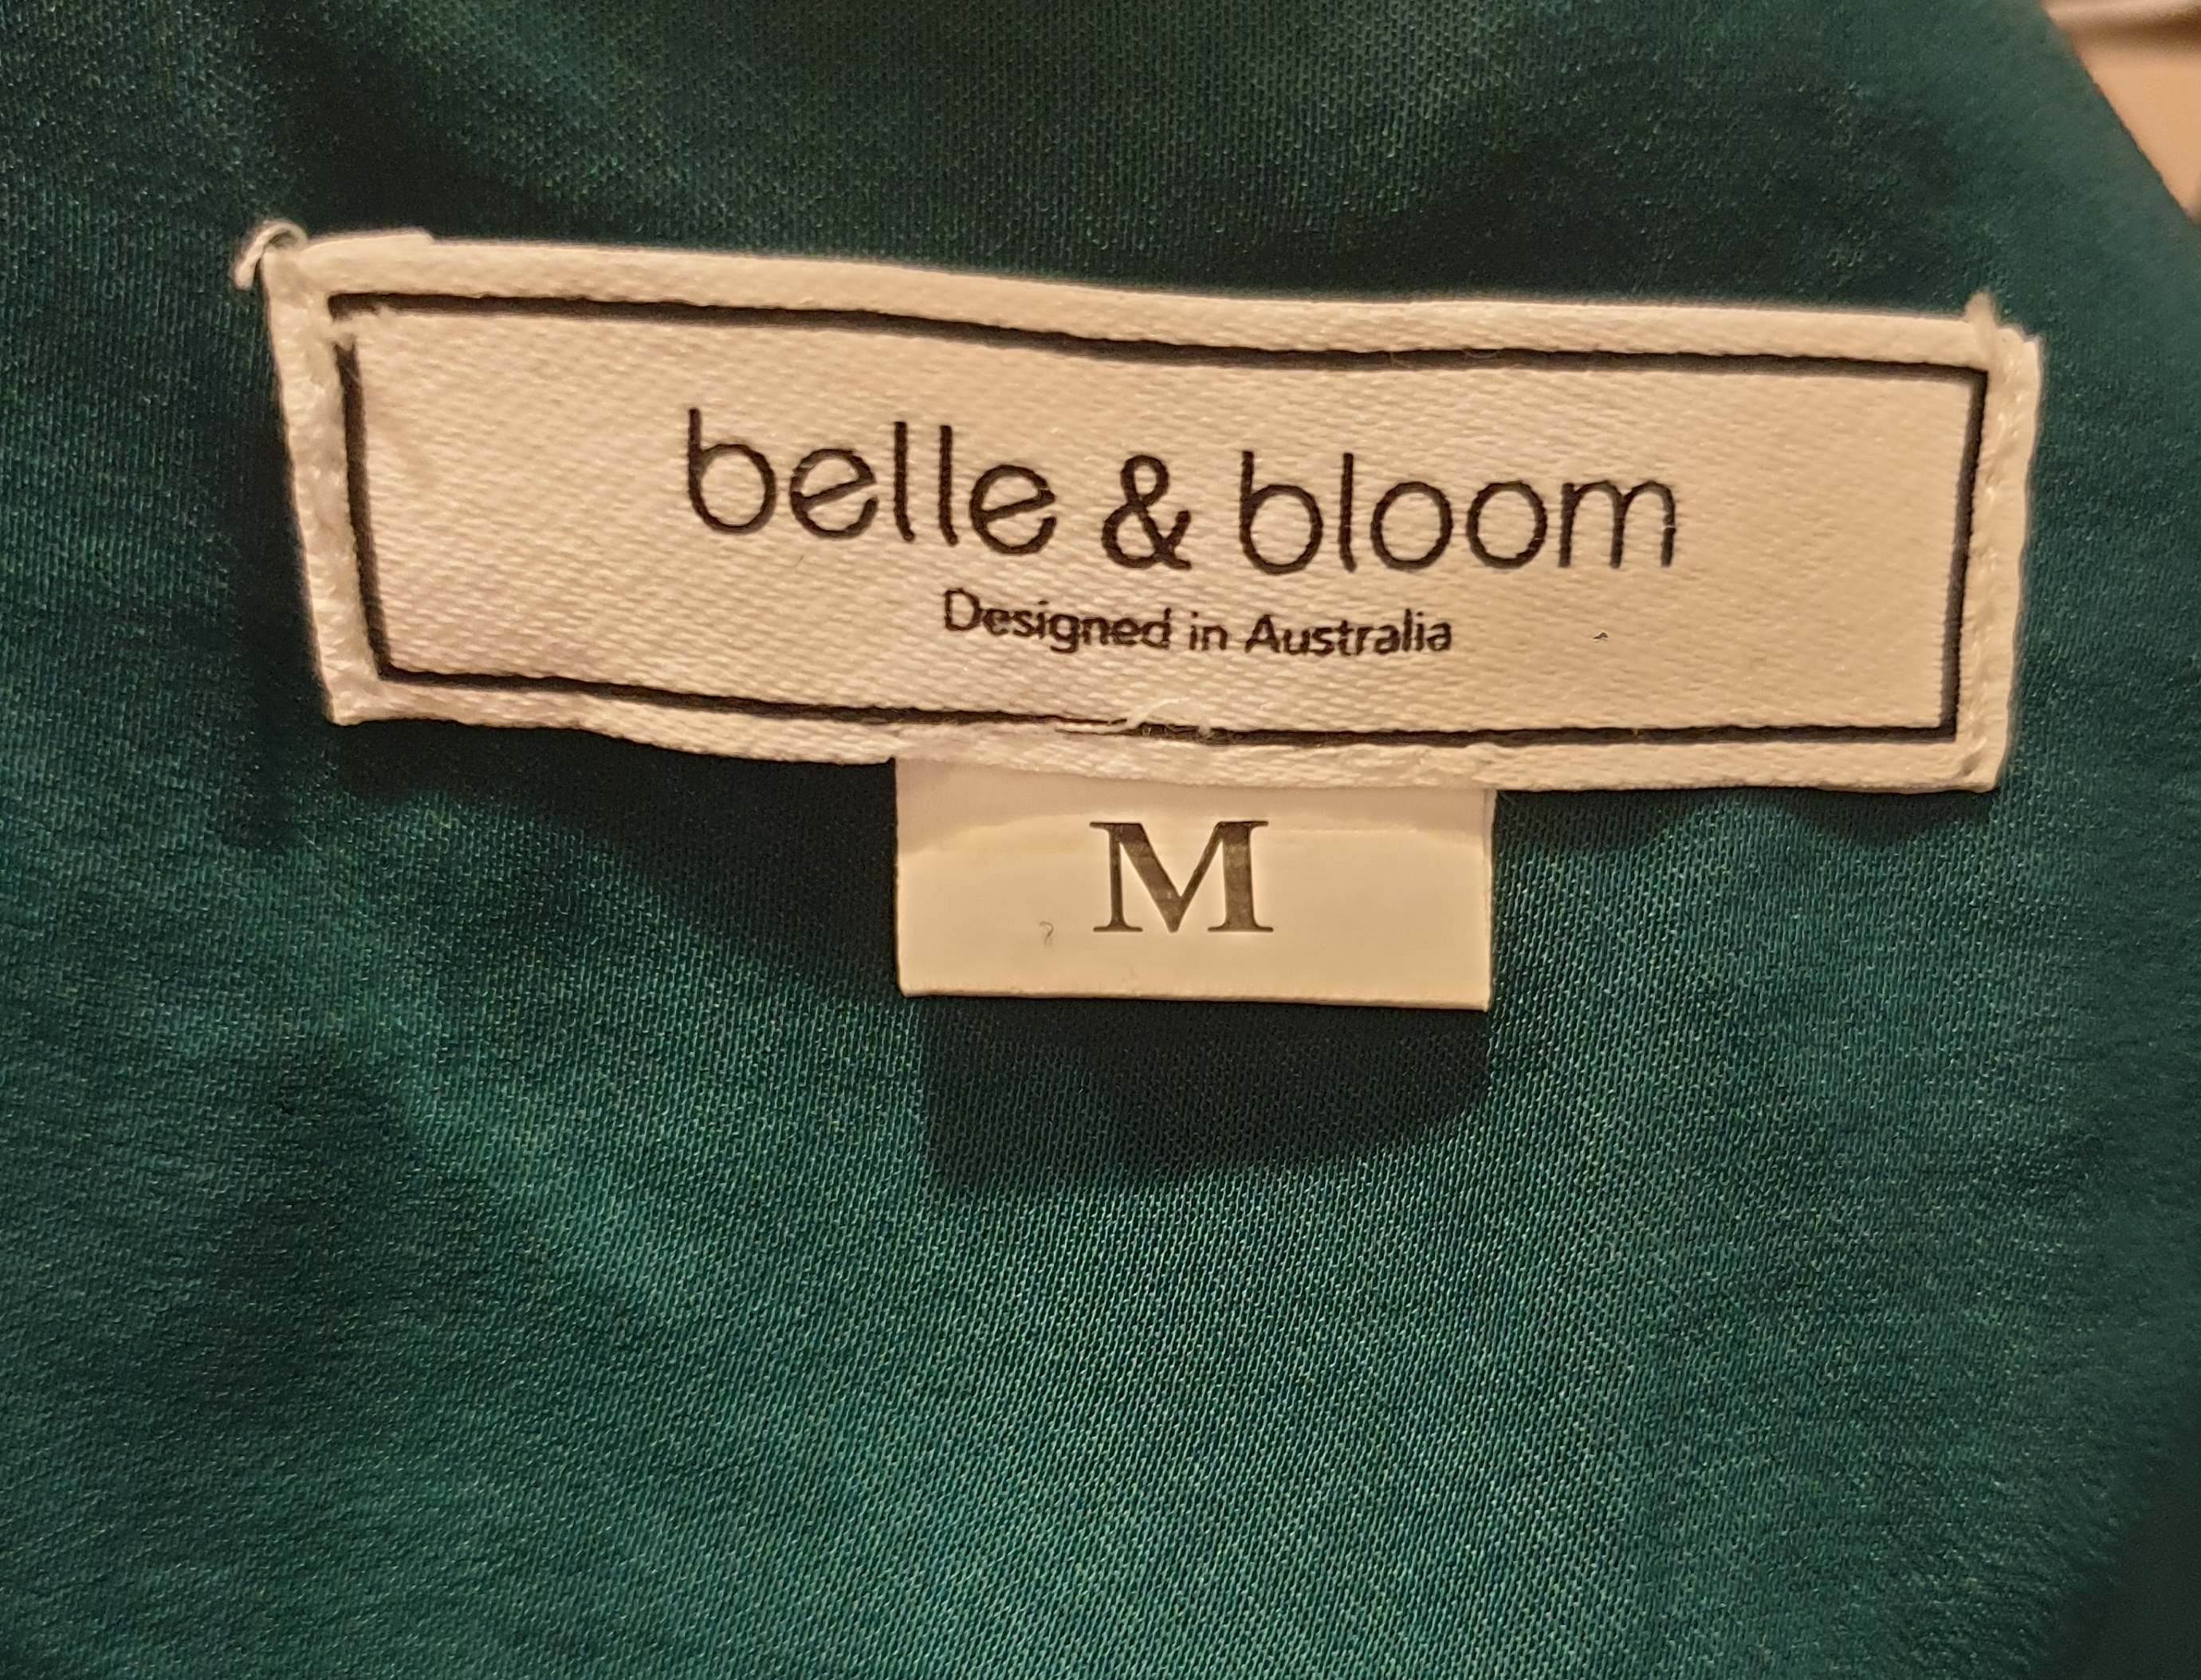 belle & bloom
Designed in Australia
M